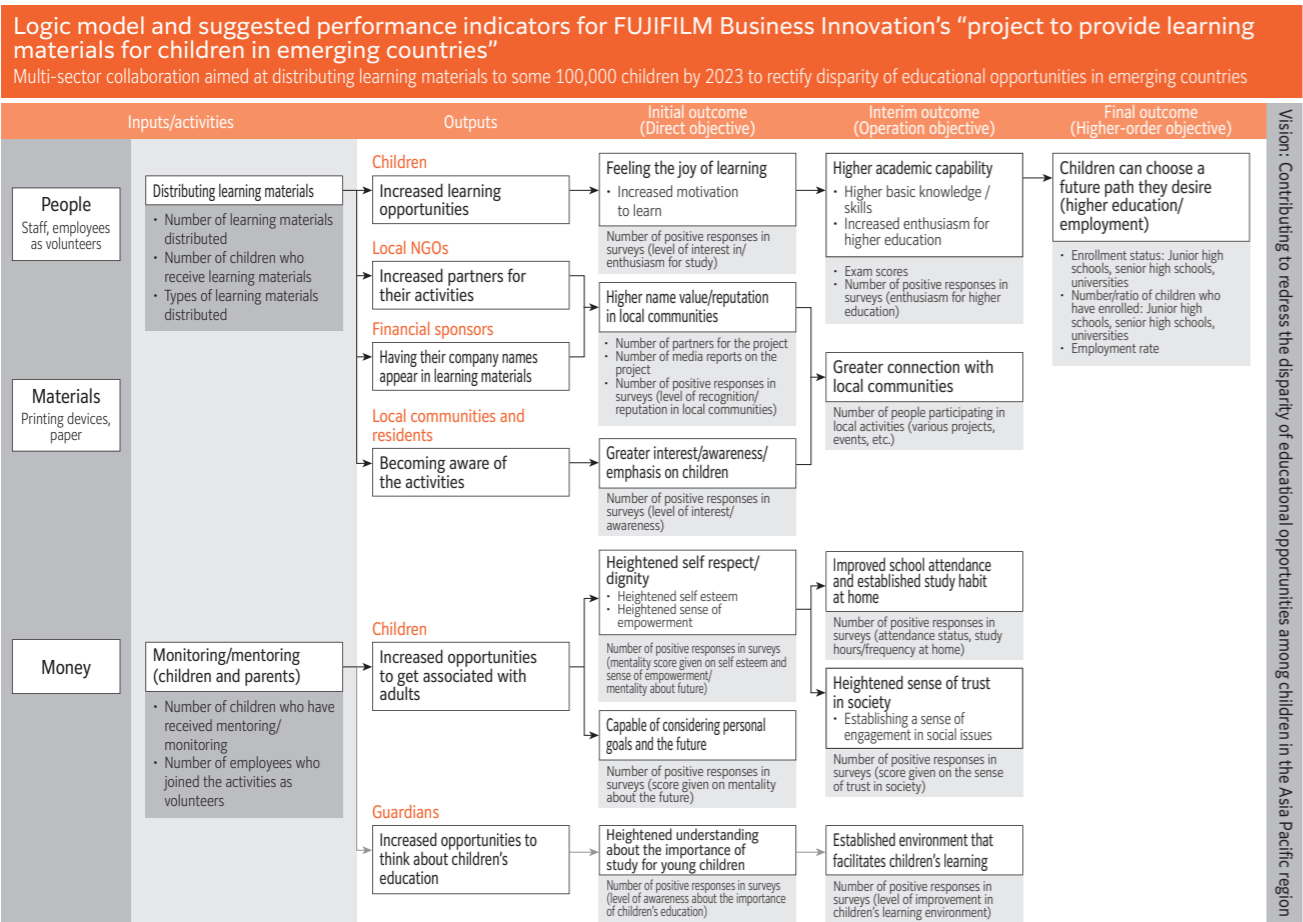 Logic model and suggested performance indicators for FUJIFILM Business Innovation's “project to provide learning
materials for children in emerging countries”
Multi-sector collaboration aimed at distributing learning materials to some 100,000 children by 2023 to rectify disparity of educational opportunities in emerging countries
Inputs/activities
Outputs
Initial outcome
(Direct objective)
Interim outcome
(Operation objective)
Final outcome
(Higher-order objective)
People
Staff, employees
as volunteers
Materials
Printing devices,
paper
Money
Distributing learning materials
• Number of learning materials
distributed
• Number of children who
receive learning materials
• Types of learning materials
distributed
Monitoring/mentoring
(children and parents)
• Number of children who have
received mentoring/
monitoring
• Number of employees who
joined the activities as
volunteers
Children
Increased learning
opportunities
Local NGOs
Increased partners for
their activities
Financial sponsors
Having their company names
appear in learning materials
Local communities and
residents
Becoming aware of
the activities
Children
Increased opportunities
to get associated with
adults
Guardians
Increased opportunities to
think about children's
education
Feeling the joy of learning
• Increased motivation
to learn
Number of positive responses in
surveys (level of interest in/
enthusiasm for study)
Higher name value/reputation
in local communities
• Number of partners for the project
• Number of media reports on the
project
• Number of positive responses in
surveys (level of recognition/
reputation in local communities)
Greater interest/awareness/
emphasis on children
Number of positive responses in
surveys (level of interest/
awareness)
Heightened self respect/
dignity
• Heightened self esteem
• Heightened sense of
empowerment
Number of positive responses in surveys
(mentality score given on self esteem and
sense of empowerment/
mentality about future)
Capable of considering personal
goals and the future
Number of positive responses in
surveys (score given on mentality
about the future)
Heightened understanding
about the importance of
study for young children
Number of positive responses in surveys
(level of awareness about the importance
of children's education)
Higher academic capability
• Higher basic knowledge /
skills
• Increased enthusiasm for
higher education
• Exam scores
• Number of positive responses in
surveys (enthusiasm for higher
education)
Greater connection with
local communities
Number of people participating in
local activities (various projects,
events, etc.)
Improved school attendance
and established study habit
at home
Number of positive responses in
surveys (attendance status, study
hours/frequency at home)
Heightened sense of trust
in society
• Establishing a sense of
engagement in social issues
Number of positive responses in
surveys (score given on the sense
of trust in society)
Established environment that
facilitates children's learning
Number of positive responses in
surveys (level of improvement in
children's learning environment)
Children can choose a
future path they desire
(higher education/
employment)
• Enrollment status: Junior high
schools, senior high schools,
universities
• Number/ratio of children who
have enrolled: Junior high
schools, senior high schools,
universities
• Employment rate
Vision: Contributing to redress the disparity of educational opportunities among children in the Asia Pacific region